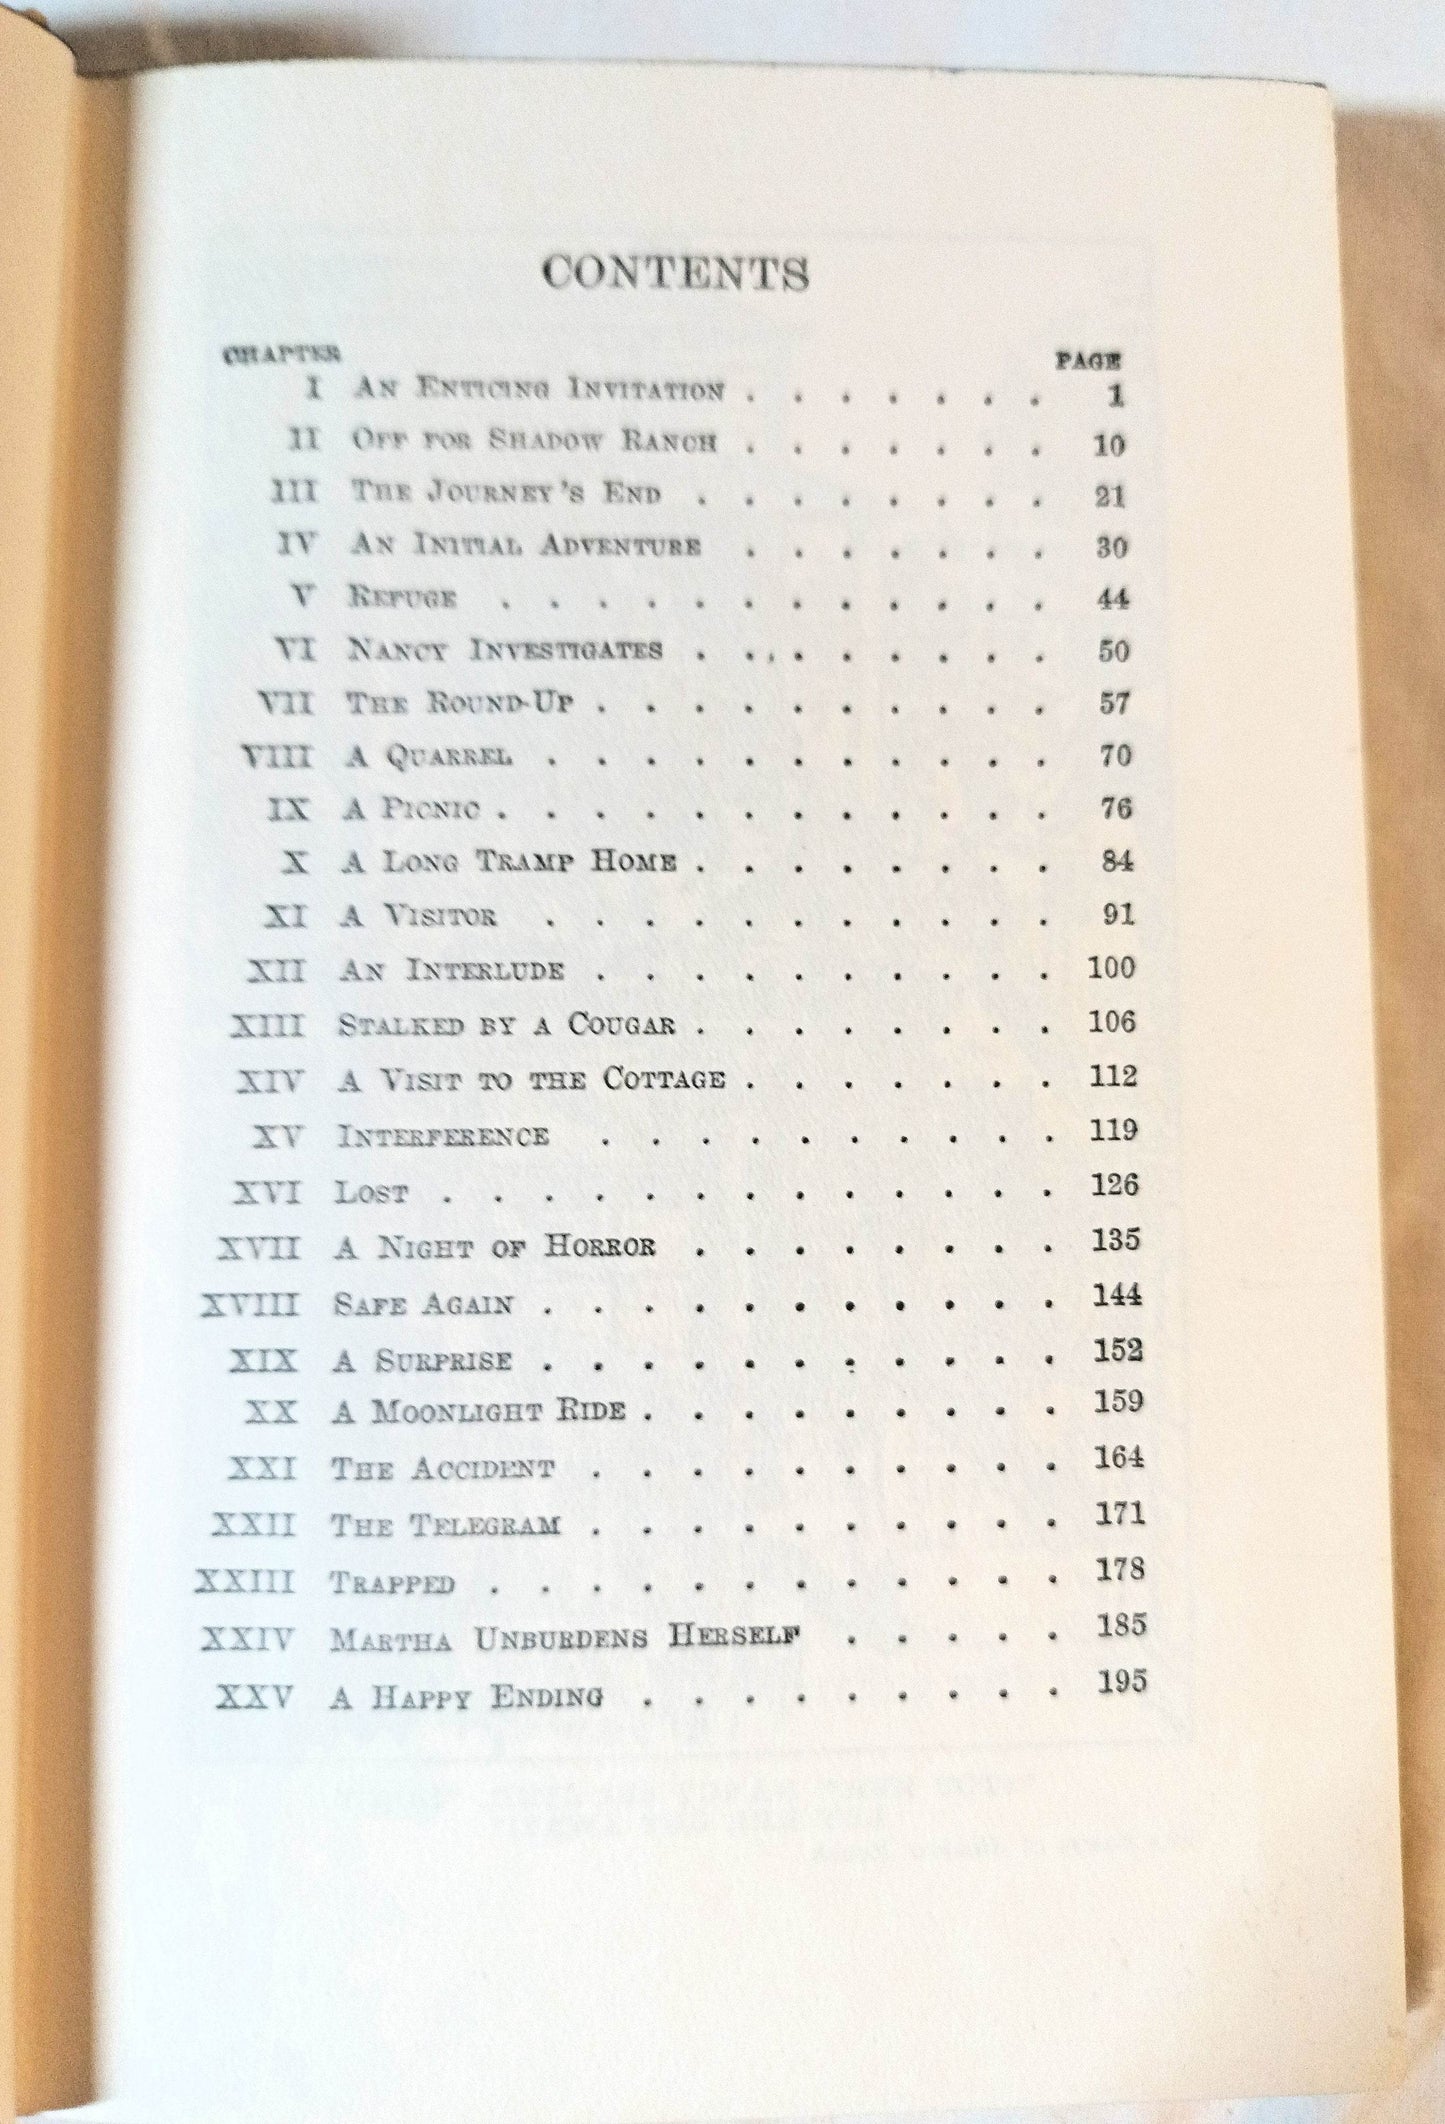 CONTENTS
CHAPTER PAGE
I AN ENTICING INVITATION . . . . . . . 1
II OFF FOR SHADOW RANCH . . . . . . . 10
III THE JOURNEY'S END . . . . . . . . 21
IV AN INITIAL ADVENTURE . . . . . . . 30
V REFUGE . . . . . . . . . . . . 44
VI NANCY INVESTIGATES . . . . . . . . 50
VII THE ROUND-UP . . . . . . . . . . 57
VIII A QUARREL . . . . . . . . . . . 70
IX A PICNIC . . . . . . . . . . . . 76
X A LONG TRAMP HOME . . . . . . . . 84
XI A VISITOR . . . . . . . . . . . 91
XII AN INTERLUDE . . . . . . . . . . 100
XIII STALKED BY A COUGAR . . . . . . . . 106
XIV A VISIT TO THE COTTAGE . . . . . . . 112
XV INTERFERENCE . . . . . . . . . . 119
XVI LOST . . . . . . . . . . . . . 126
XVII A NIGHT OF HORROR . . . . . . . . 135
XVIII SAFE AGAIN . . . . . . . . . . . 144
XIX A SURPRISE . . . . . . . . . . . 152
XX A MOONLIGHT RIDE . . . . . . . . . 159
XXI THE ACCIDENT . . . . . . . . . . 164
XXII THE TELEGRAM . . . . . . . . . . 171
XXIII TRAPPED . . . . . . . . . . . . 178
XXIV MARTHA UNBURDENS HERSELF . . . . . 185
XXV A HAPPY ENDING . . . . . . . . . 195